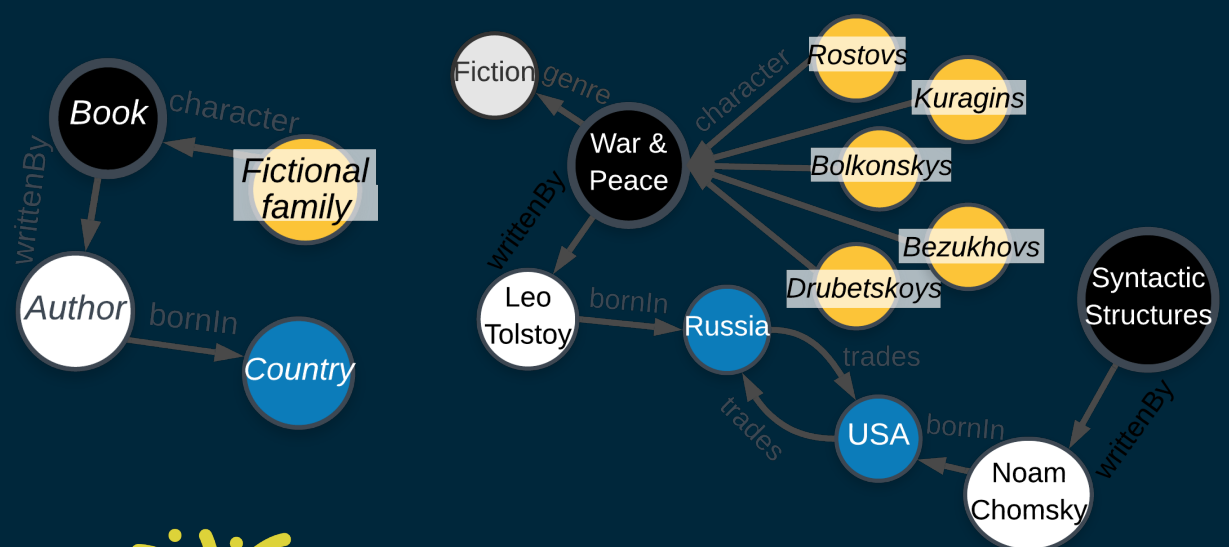 Book
character
writtenBy
Fictional
family
Author
bornIn
Country
Fiction
genre
character
Rostovs
Kuragins
War &
Peace
Bolkonskys
writtenBy
Bezukhovs
Drubetskoys
Leo
Tolstoy
bornIn
Russia
trades
trades
USA
bornIn
Syntactic
Structures
writtenBy
Noam
Chomsky